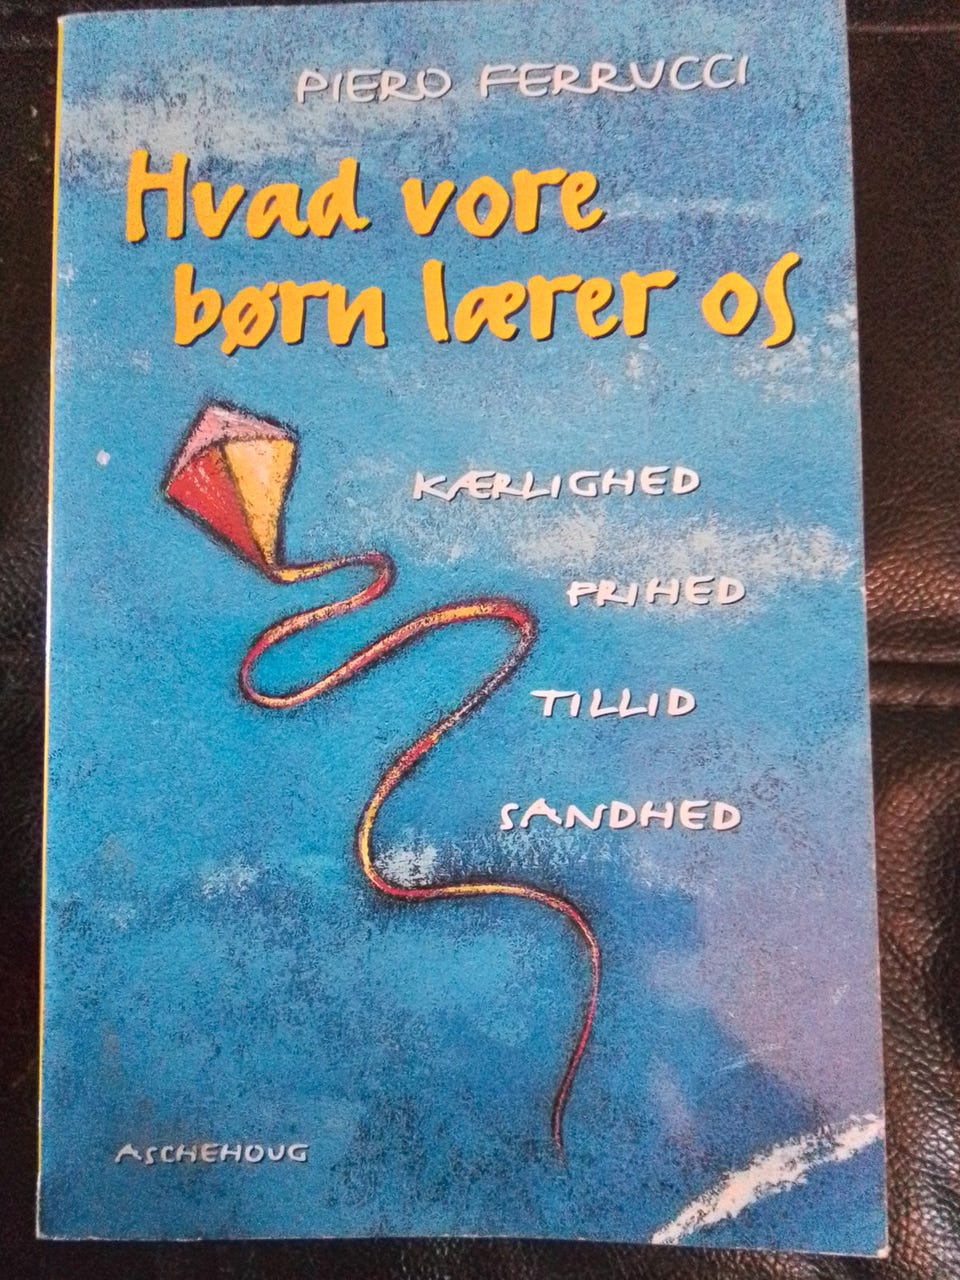 PIERO FERRUCCI
Hvad vore
børn lærer os
KÆRLIGHED
FRIHED
TILLID
SANDHED
ASCHEHOUG